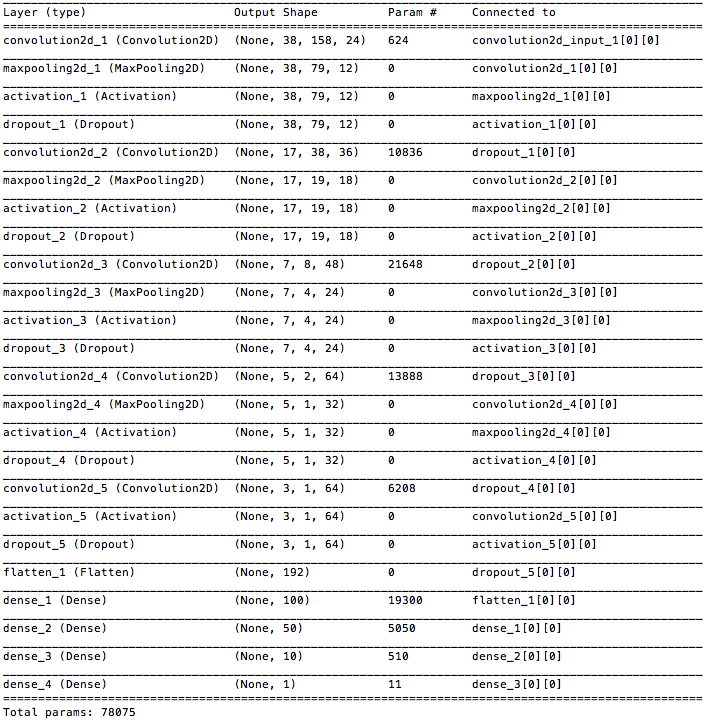 Layer (type) Output Shape Param # Connected to
convolution2d_1 (Convolution2D) (None, 38, 158, 24) 624 convolution2d_input_1[0][0]
maxpooling2d_1 (MaxPooling2D) (None, 38, 79, 12) 0 convolution2d_1[0][0]
activation_1 (Activation) (None, 38, 79, 12) 0 maxpooling2d_1[0][0]
dropout_1 (Dropout) (None, 38, 79, 12) 0 activation_1[0][0]
convolution2d_2 (Convolution2D) (None, 17, 38, 36) 10836 dropout_1[0][0]
maxpooling2d_2 (MaxPooling2D) (None, 17, 19, 18) 0 convolution2d_2[0][0]
activation_2 (Activation) (None, 17, 19, 18) 0 maxpooling2d_2[0][0]
dropout_2 (Dropout) (None, 17, 19, 18) 0 activation_2[0][0]
convolution2d_3 (Convolution2D) (None, 7, 8, 48) 21648 dropout_2[0][0]
maxpooling2d_3 (MaxPooling2D) (None, 7, 4, 24) 0 convolution2d_3[0][0]
activation_3 (Activation) (None, 7, 4, 24) 0 maxpooling2d_3[0][0]
dropout_3 (Dropout) (None, 7, 4, 24) 0 activation_3[0][0]
convolution2d_4 (Convolution2D) (None, 5, 2, 64) 13888 dropout_3[0][0]
maxpooling2d_4 (MaxPooling2D) (None, 5, 1, 32) 0 convolution2d_4[0][0]
activation_4 (Activation) (None, 5, 1, 32) 0 maxpooling2d_4[0][0]
dropout_4 (Dropout) (None, 5, 1, 32) 0 activation_4[0][0]
convolution2d_5 (Convolution2D) (None, 3, 1, 64) 6208 dropout_4[0][0]
activation_5 (Activation) (None, 3, 1, 64) 0 convolution2d_5[0][0]
dropout_5 (Dropout) (None, 3, 1, 64) 0 activation_5[0][0]
flatten_1 (Flatten) (None, 192) 0 dropout_5[0][0]
dense_1 (Dense) (None, 100) 19300 flatten_1[0][0]
dense_2 (Dense) (None, 50) 5050 dense_1[0][0]
dense_3 (Dense) (None, 10) 510 dense_2[0][0]
dense_4 (Dense) (None, 1) 11 dense_3[0][0]
Total params: 78075